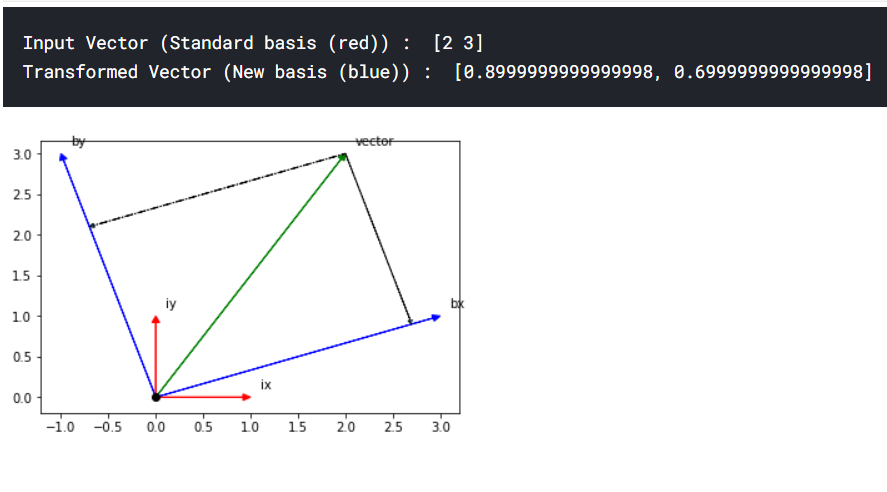 Input Vector (Standard basis (red)) :  [2 3]
Transformed Vector (New basis (blue)) :  [0.8999999999999998, 0.6999999999999998]
by
vector
3.0
2.5
2.0
1.5
iy
bx
1.0
0.5
ix
0.0
−1.0 −0.5 0.0 0.5 1.0 1.5 2.0 2.5 3.0